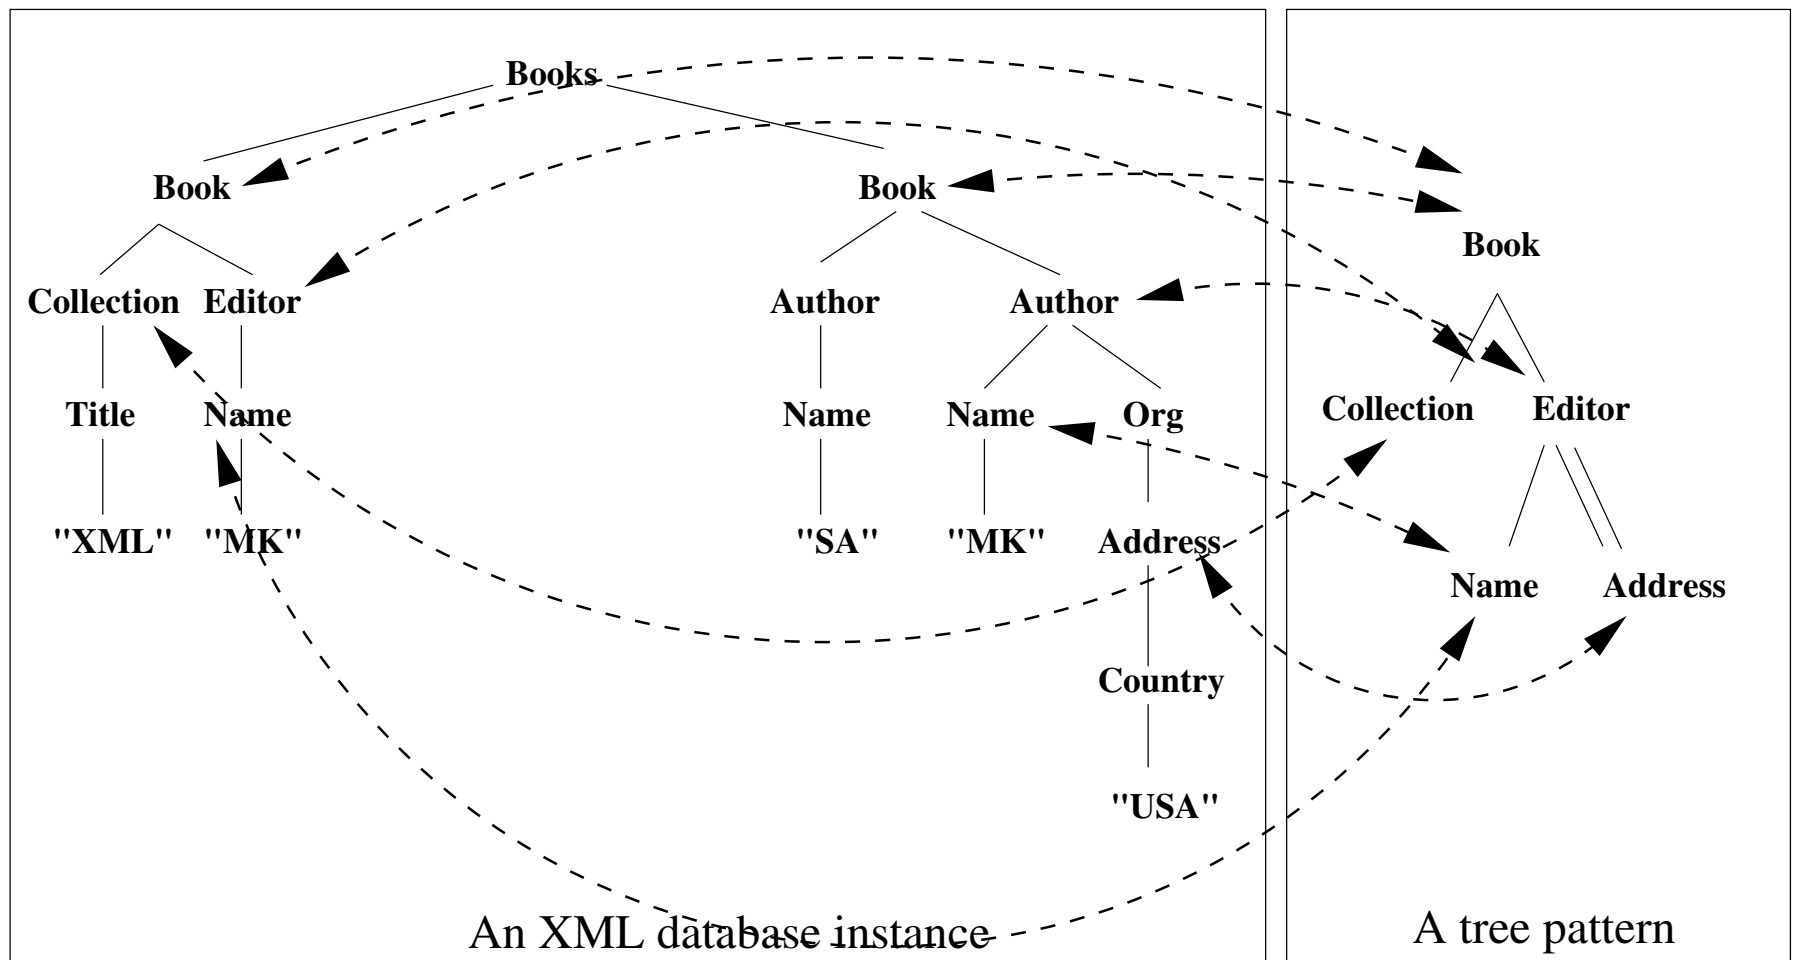 Books
Book Book
Collection Editor Author Author
Title Name Name Name Org
"XML" "MK" "SA" "MK" Address
Country
"USA"
An XML database instance
Book
Collection Editor
Name Address
A tree pattern